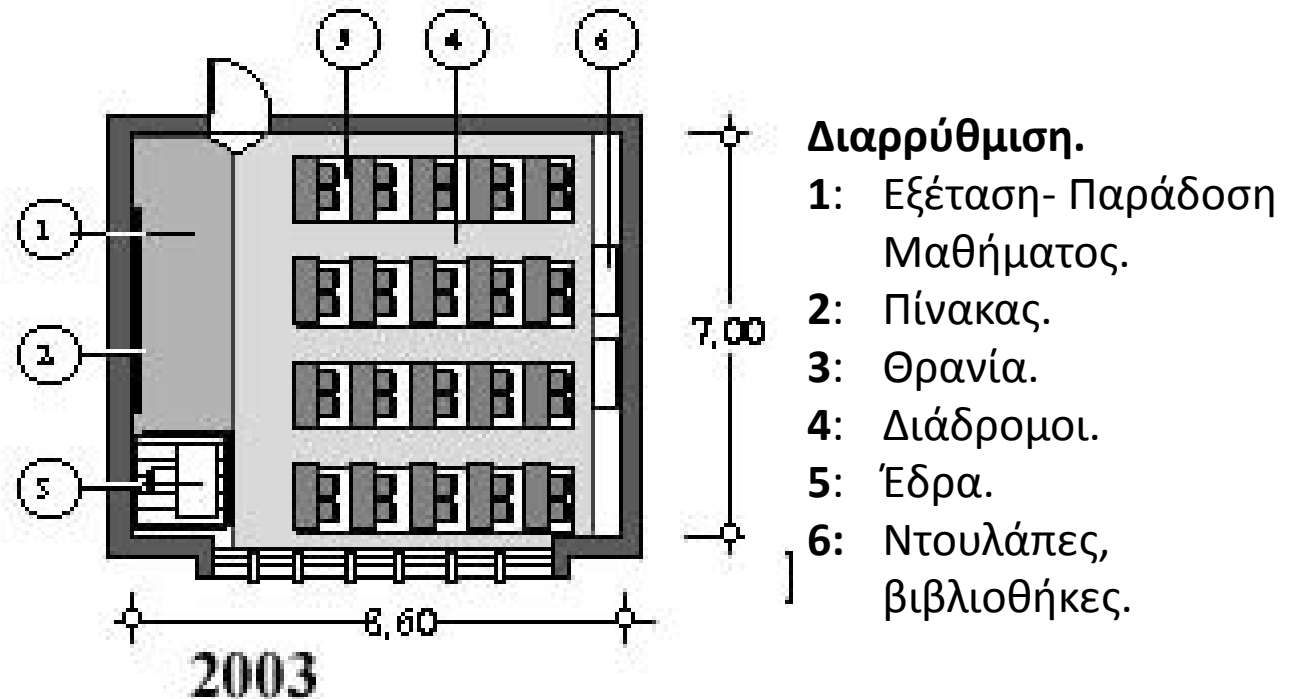 3 4 6
1
2
5
7,00
8,60
2003
Διαρρύθμιση.
1: Εξέταση- Παράδοση
Μαθήματος.
2: Πίνακας.
3: Θρανία.
4: Διάδρομοι.
5: Έδρα.
6: Ντουλάπες,
βιβλιοθήκες.
]